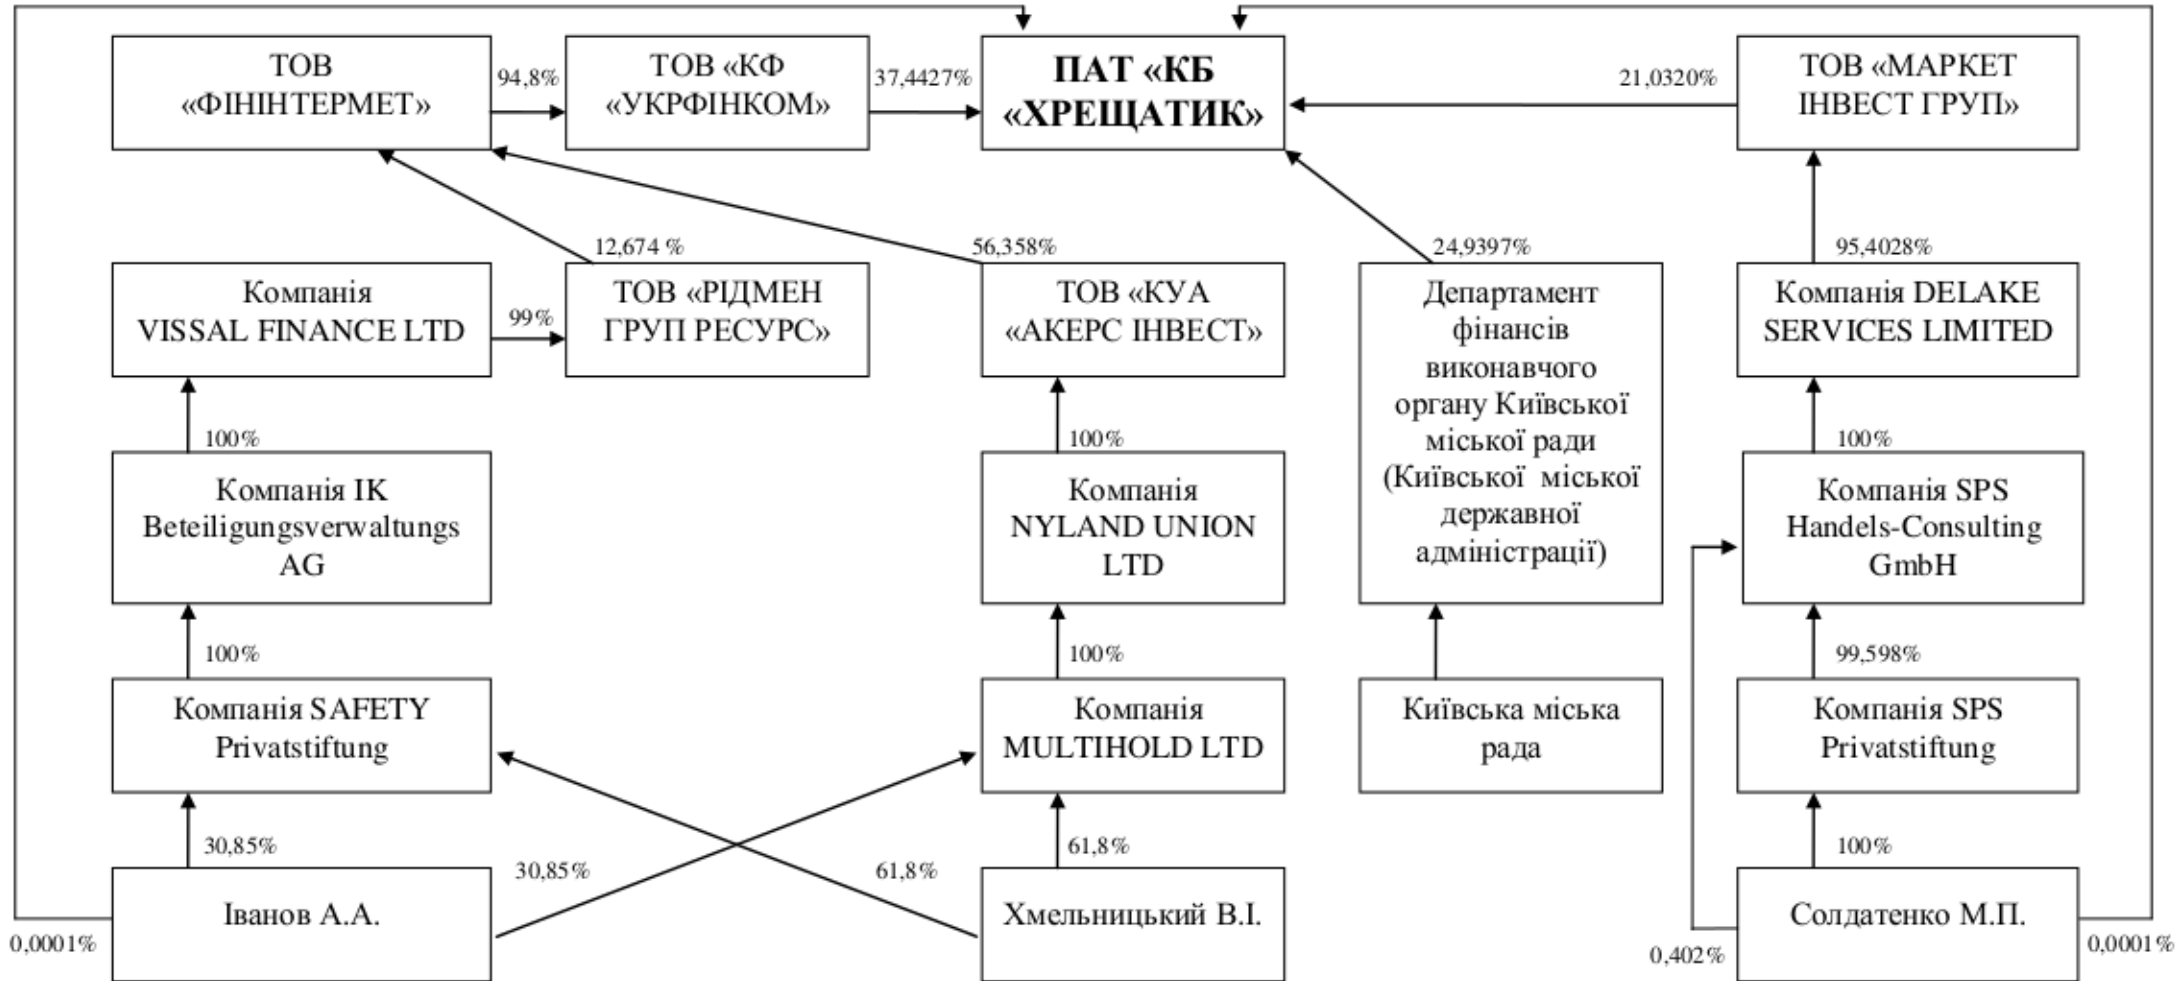 ТОВ
«ФІНІНТЕРМЕТ»
94,8%
ТОВ «КФ
«УКРФІНКОМ»
37,4427%
ПАТ «КБ
«ХРЕЩАТИК»
21,0320%
ТОВ «МАРКЕТ
ІНВЕСТ ГРУП»
12,674 %
56,358%
24,9397%
95,4028%
Компанія
VISSAL FINANCE LTD
99%
ТОВ «РІДМЕН
ГРУП РЕСУРС»
ТОВ «КУА
«АКЕРС ІНВЕСТ»
Департамент
фінансів
виконавчого
органу Київської
міської ради
(Київської міської
державної
адміністрації)
Компанія DELAKE
SERVICES LIMITED
100%
100%
100%
Компанія IK
Beteiligungsverwaltungs
AG
Компанія
NYLAND UNION
LTD
Компанія SPS
Handels-Consulting
GmbH
100%
100%
99,598%
Компанія SAFETY
Privatstiftung
Компанія
MULTIHOLD LTD
Київська міська
рада
Компанія SPS
Privatstiftung
30,85%
30,85%
61,8%
61,8%
100%
Іванов А.А.
Хмельницький В.І.
Солдатенко М.П.
0,0001%
0,402%
0,0001%